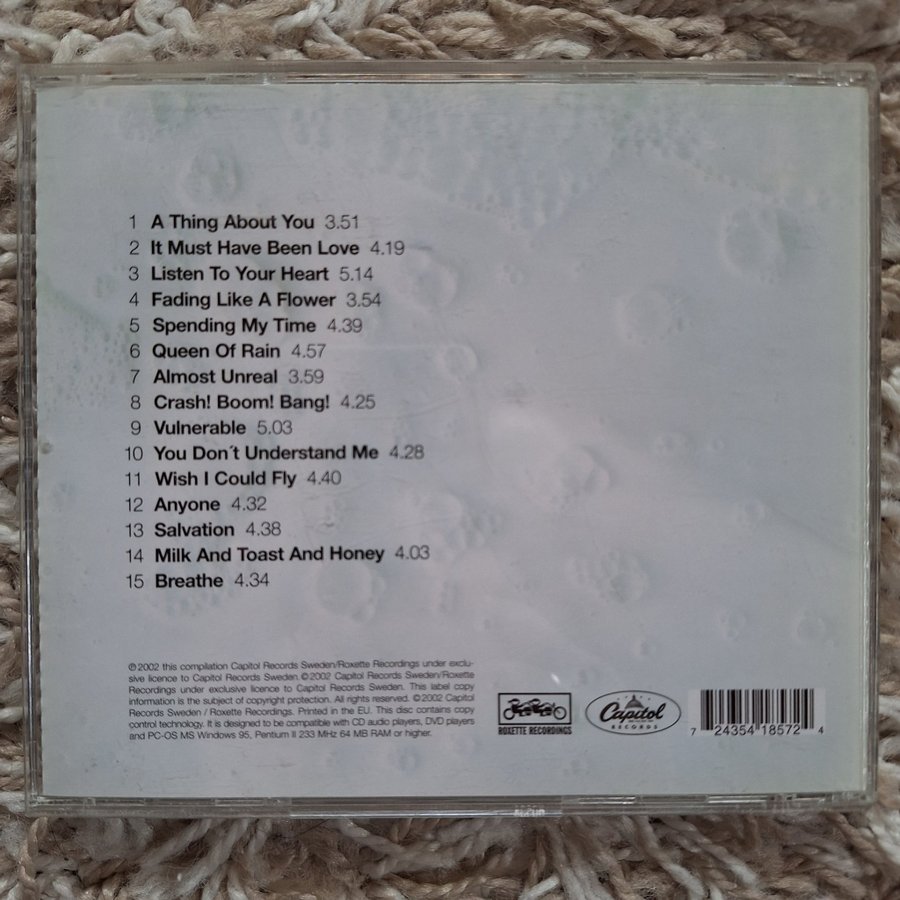 1 A Thing About You 3.51
2 It Must Have Been Love 4.19
3 Listen To Your Heart 5.14
4 Fading Like A Flower 3.54
5 Spending My Time 4.39
6 Queen Of Rain 4.57
7 Almost Unreal 3.59
8 Crash! Boom! Bang! 4.25
9 Vulnerable 5.03
10 You Don´t Understand Me 4.28
11 Wish I Could Fly 4.40
12 Anyone 4.32
13 Salvation 4.38
14 Milk And Toast And Honey 4.03
15 Breathe 4.34
℗2002 this compilation Capitol Records Sweden/Roxette Recordings under exclu-
sive licence to Capitol Records Sweden. ©2002 Capitol Records Sweden/Roxette
Recordings under exclusive licence to Capitol Records Sweden. This label copy
information is the subject of copyright protection. All rights reserved. ©2002 Capitol
Records Sweden / Roxette Recordings. Printed in the EU. This disc contains copy
control technology. It is designed to be compatible with CD audio players, DVD players
and PC-OS MS Windows 95, Pentium II 233 MHz 64 MB RAM or higher.
ROXETTE RECORDINGS
Capitol
RECORDS
7 24354 18572 4